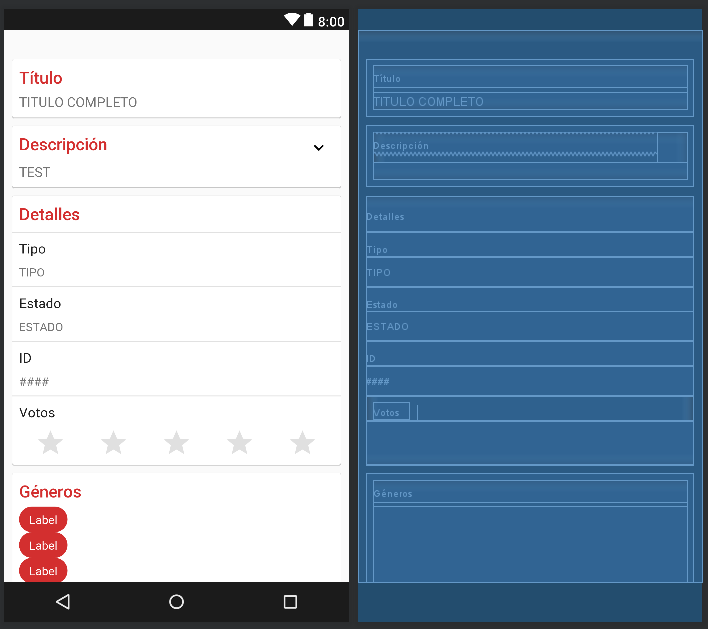 8:00
Título
TITULO COMPLETO
Descripción
TEST
Detalles
Tipo
TIPO
Estado
ESTADO
ID
####
Votos
Géneros
Label
Label
Label
Titulo
TITULO COMPLETO
Descripción
Detalles
Tipo
TIPO
Estado
ESTADO
ID
####
Votos
Géneros